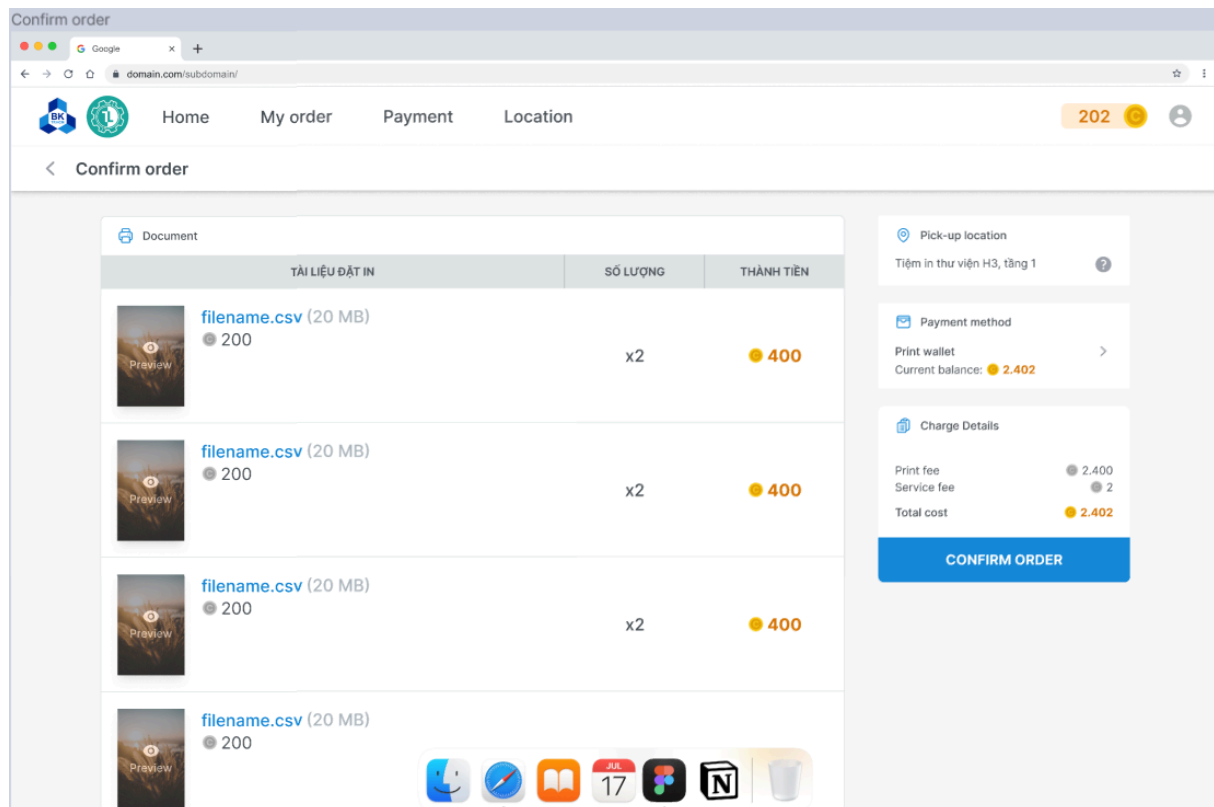 Confirm order
Google
domain.com/subdomain/
BK
Home
My order
Payment
Location
202
Confirm order
Document
TÀI LIỆU ĐẶT IN
SỐ LƯỢNG
THÀNH TIỀN
filename.csv (20 MB)
200
Preview
x2
400
filename.csv (20 MB)
200
Preview
x2
400
filename.csv (20 MB)
200
Preview
x2
400
filename.csv (20 MB)
200
Preview
Pick-up location
Tiệm in thư viện H3, tầng 1
Payment method
Print wallet
Current balance: 2.402
Charge Details
Print fee 2.400
Service fee 2
Total cost 2.402
CONFIRM ORDER
JUL
17